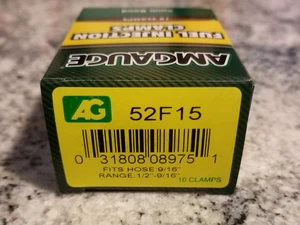 AMGAUGE
FUEL INJECTION
CLAMPS
AG
52F15
0 31808 08975 1
FITS HOSE 9/16"
RANGE 1/2"-9/16"
10 CLAMPS